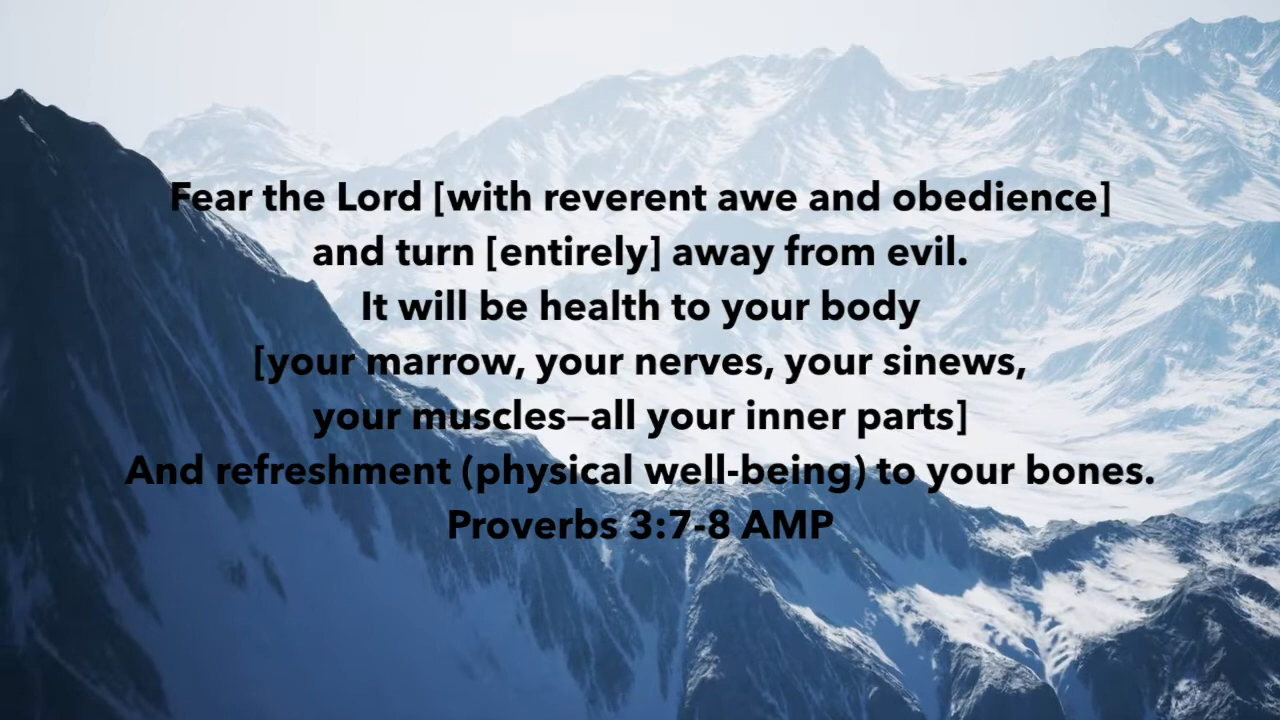 Fear the Lord [with reverent awe and obedience]
and turn [entirely] away from evil.
It will be health to your body
[your marrow, your nerves, your sinews,
your muscles—all your inner parts]
And refreshment (physical well-being) to your bones.
Proverbs 3:7-8 AMP